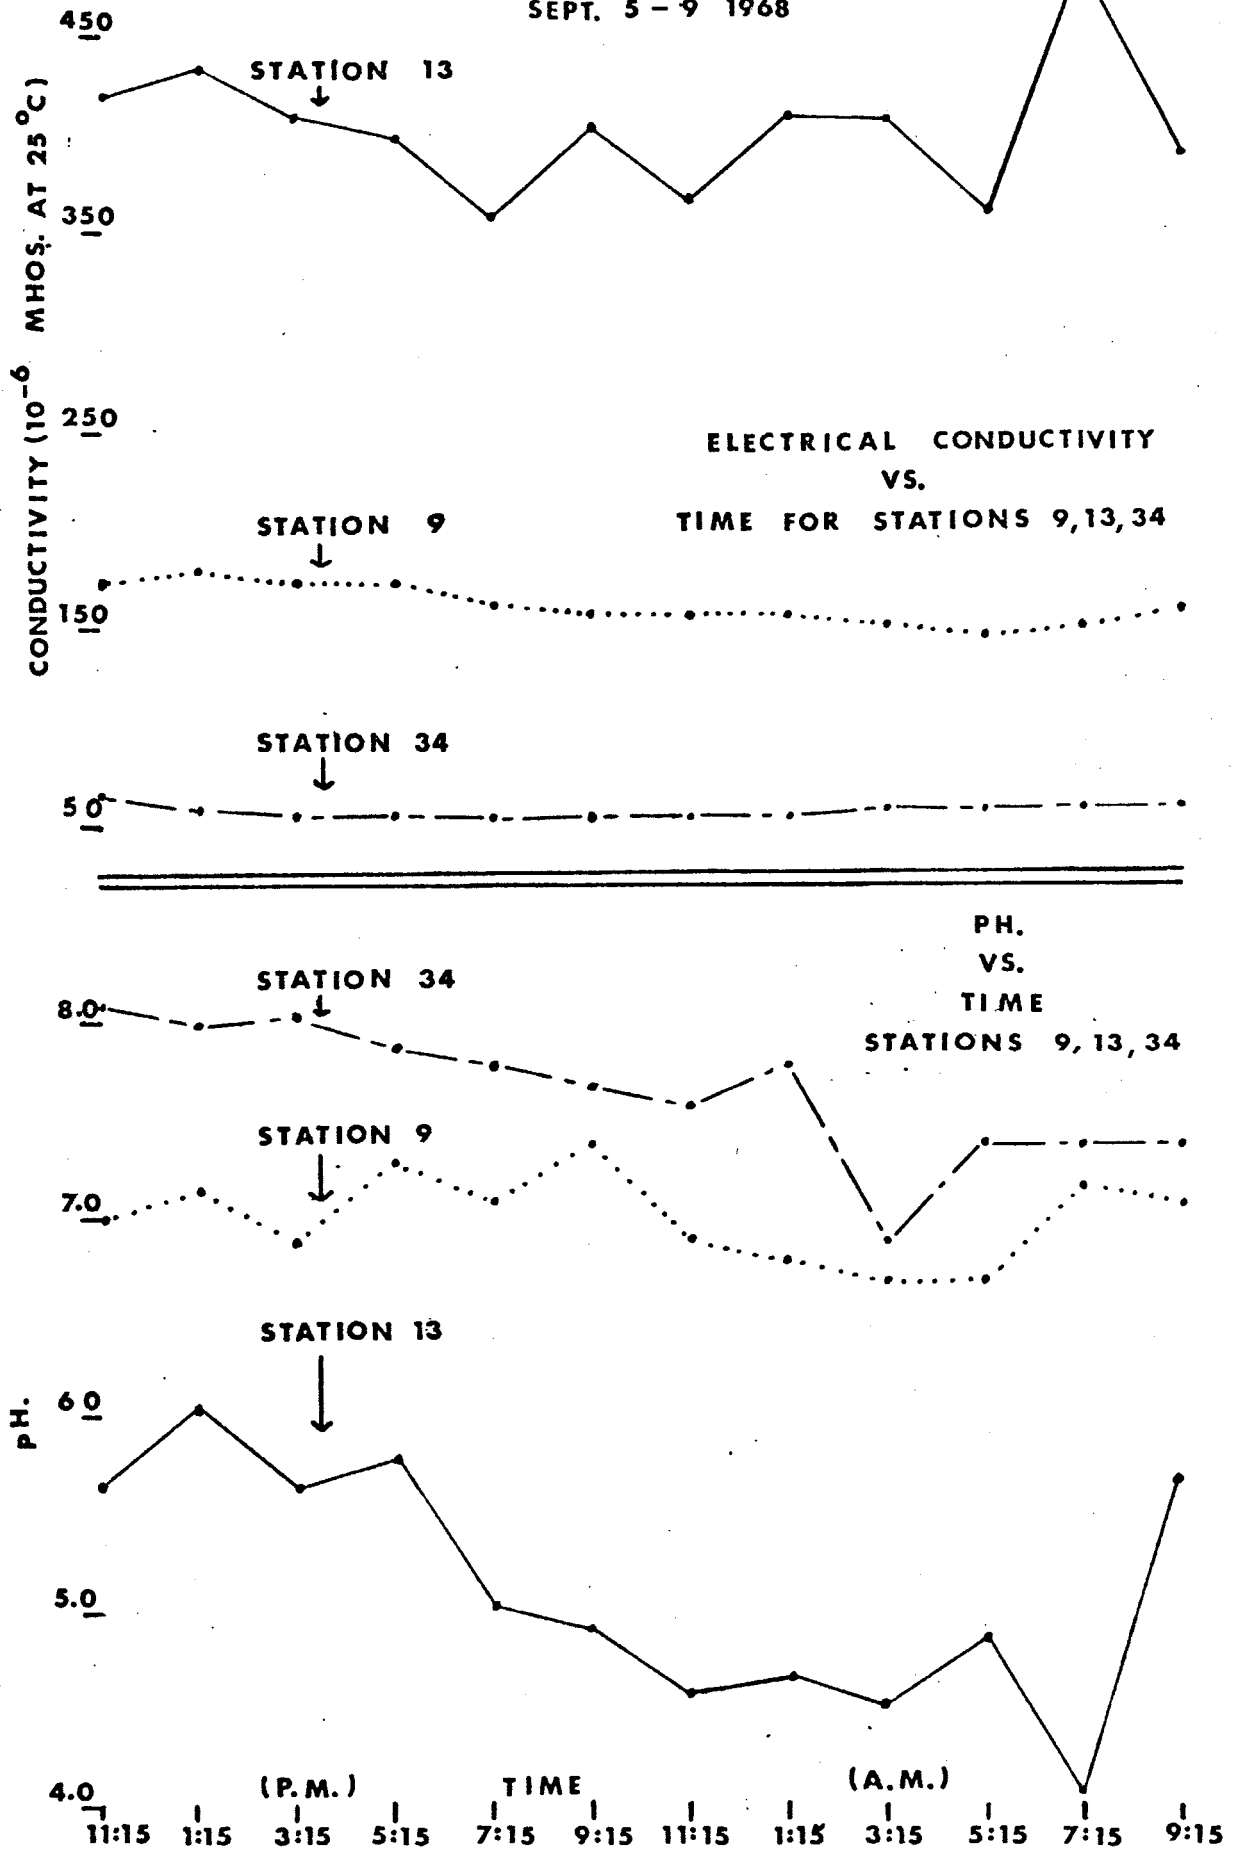 SEPT. 5 - 9 1968
450
STATION 13
350
CONDUCTIVITY (10-6 MHOS. AT 25 °C)
250
ELECTRICAL CONDUCTIVITY
VS.
TIME FOR STATIONS 9,13,34
STATION 9
150
STATION 34
50
PH.
VS.
TIME
STATIONS 9, 13, 34
STATION 34
8.0
STATION 9
7.0
STATION 13
60
PH.
5.0
4.0
(P.M.) TIME (A.M.)
11:15 1:15 3:15 5:15 7:15 9:15 11:15 1:15 3:15 5:15 7:15 9:15